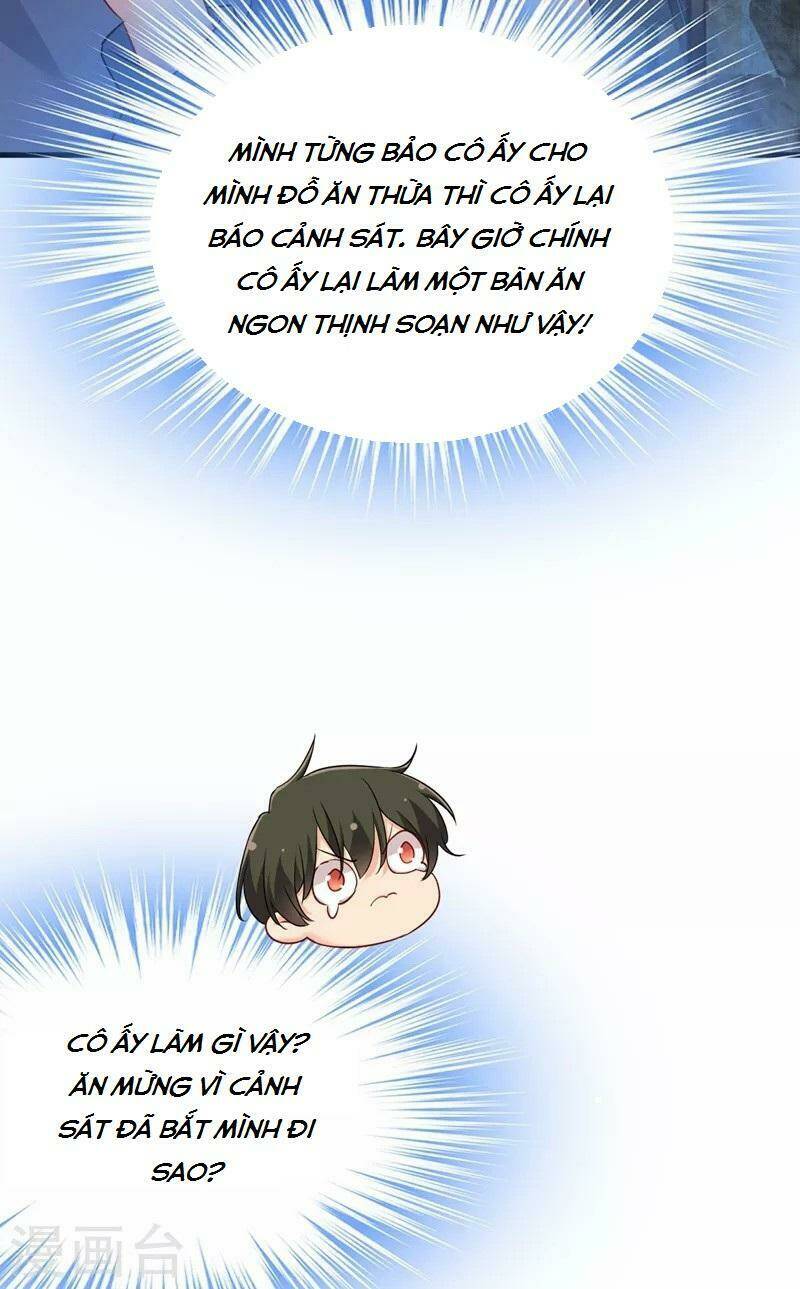 MÌNH TỪNG BẢO CÔ ẤY CHO
MÌNH ĐỒ ĂN THỪA THÌ CÔ ẤY LẠI
BÁO CẢNH SÁT. BÂY GIỜ CHÍNH
CÔ ẤY LẠI LÀM MỘT BÀN ĂN
NGON THỊNH SOẠN NHƯ VẬY!
CÔ ẤY LÀM GÌ VẬY?
ĂN MỪNG VÌ CẢNH
SÁT ĐÃ BẮT MÌNH ĐI
SAO?
漫画台